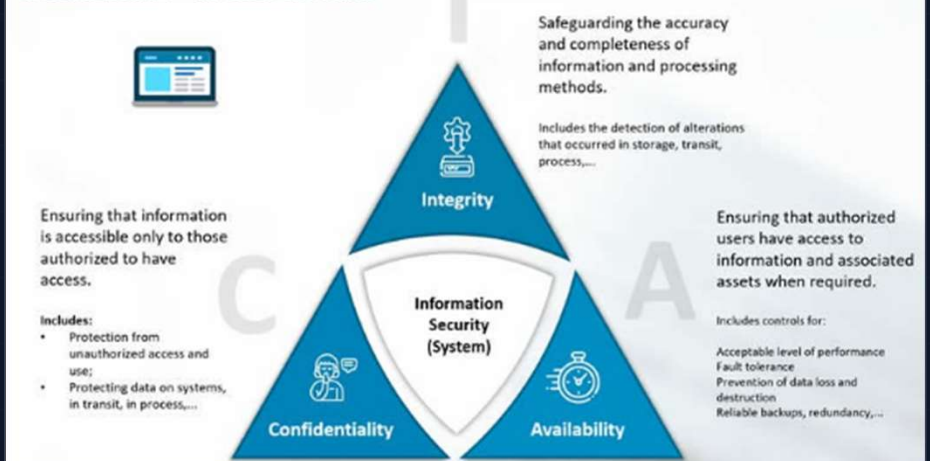 I
Safeguarding the accuracy
and completeness of
information and processing
methods.
Includes the detection of alterations
that occurred in storage, transit,
process,...
Integrity
Ensuring that information
is accessible only to those
authorized to have
access.
Includes:
• Protection from
unauthorized access and
use;
• Protecting data on systems,
in transit, in process,...
C
Information
Security
(System)
A
Ensuring that authorized
users have access to
information and associated
assets when required.
Includes controls for:
Acceptable level of performance
Fault tolerance
Prevention of data loss and
destruction
Reliable backups, redundancy,...
Confidentiality
Availability